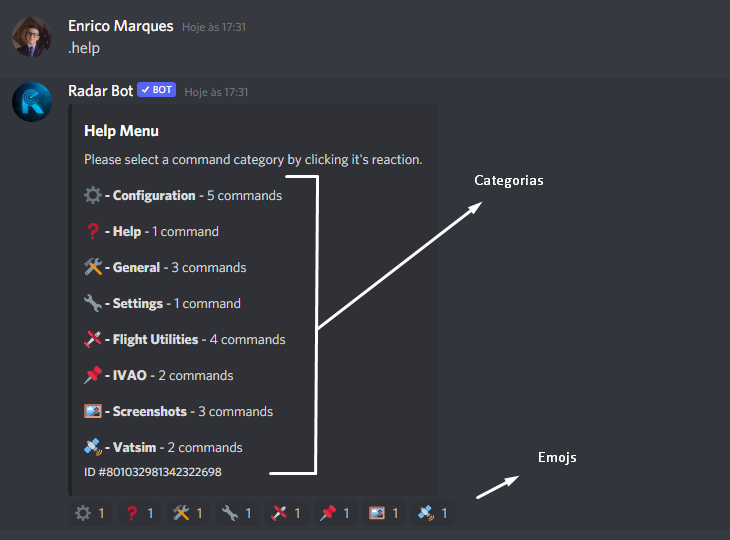 Enrico Marques Hoje às 17:31
.help
Radar Bot BOT Hoje às 17:31
Help Menu
Please select a command category by clicking it's reaction.
Categorias
- Configuration - 5 commands
- Help - 1 command
- General - 3 commands
- Settings - 1 command
- Flight Utilities - 4 commands
- IVAO - 2 commands
- Screenshots - 3 commands
- Vatsim - 2 commands
Emojs
ID #801032981342322698
1 1 1 1 1 1 1 1